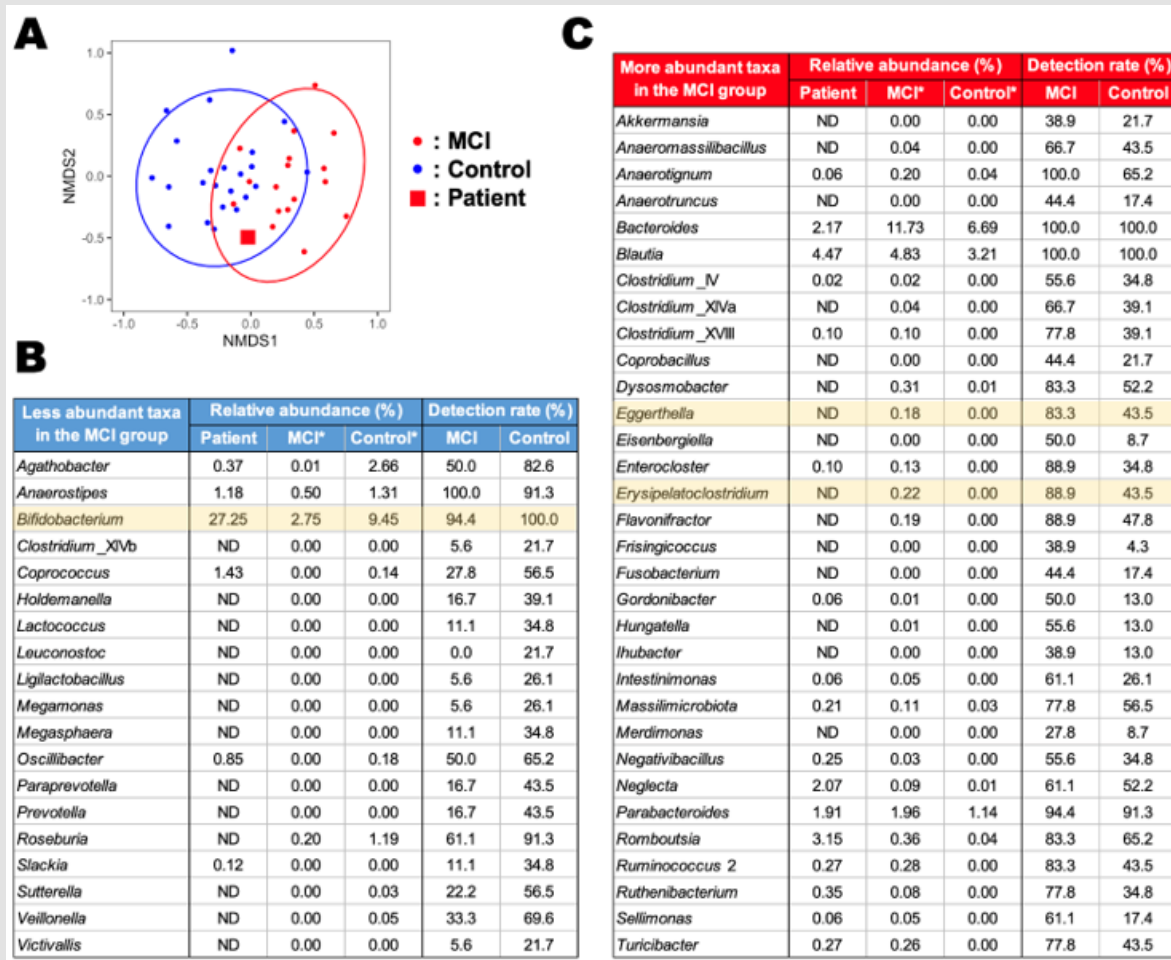 A
1.0
0.5
0.0
-0.5
-1.0
NMDS2
-1.0 -0.5 0.0 0.5 1.0
NMDS1
: MCI
: Control
: Patient
B
Less abundant taxa in the MCI group Relative abundance (%) Detection rate (%)
Patient MCI* Control* MCI Control
Agathobacter 0.37 0.01 2.66 50.0 82.6
Anaerostipes 1.18 0.50 1.31 100.0 91.3
Bifidobacterium 27.25 2.75 9.45 94.4 100.0
Clostridium_XIVb ND 0.00 0.00 5.6 21.7
Coprococcus 1.43 0.00 0.14 27.8 56.5
Holdemanella ND 0.00 0.00 16.7 39.1
Lactococcus ND 0.00 0.00 11.1 34.8
Leuconostoc ND 0.00 0.00 0.0 21.7
Ligilactobacillus ND 0.00 0.00 5.6 26.1
Megamonas ND 0.00 0.00 5.6 26.1
Megasphaera ND 0.00 0.00 11.1 34.8
Oscillibacter 0.85 0.00 0.18 50.0 65.2
Paraprevotella ND 0.00 0.00 16.7 43.5
Prevotella ND 0.00 0.00 16.7 43.5
Roseburia ND 0.20 1.19 61.1 91.3
Slackia 0.12 0.00 0.00 11.1 34.8
Sutterella ND 0.00 0.03 22.2 56.5
Veillonella ND 0.00 0.05 33.3 69.6
Victivallis ND 0.00 0.00 5.6 21.7
C
More abundant taxa in the MCI group Relative abundance (%) Detection rate (%)
Patient MCI* Control* MCI Control
Akkermansia ND 0.00 0.00 38.9 21.7
Anaeromassilibacillus ND 0.04 0.00 66.7 43.5
Anaerotignum 0.06 0.20 0.04 100.0 65.2
Anaerotruncus ND 0.00 0.00 44.4 17.4
Bacteroides 2.17 11.73 6.69 100.0 100.0
Blautia 4.47 4.83 3.21 100.0 100.0
Clostridium_IV 0.02 0.02 0.00 55.6 34.8
Clostridium_XIVa ND 0.04 0.00 66.7 39.1
Clostridium_XVIII 0.10 0.10 0.00 77.8 39.1
Coprobacillus ND 0.00 0.00 44.4 21.7
Dysosmobacter ND 0.31 0.01 83.3 52.2
Eggerthella ND 0.18 0.00 83.3 43.5
Eisenbergiella ND 0.00 0.00 50.0 8.7
Enterocloster 0.10 0.13 0.00 88.9 34.8
Erysipelatoclostridium ND 0.22 0.00 88.9 43.5
Flavonifractor ND 0.19 0.00 88.9 47.8
Frisingicoccus ND 0.00 0.00 38.9 4.3
Fusobacterium ND 0.00 0.00 44.4 17.4
Gordonibacter 0.06 0.01 0.00 50.0 13.0
Hungatella ND 0.01 0.00 55.6 13.0
Ihubacter ND 0.00 0.00 38.9 13.0
Intestinimonas 0.06 0.05 0.00 61.1 26.1
Massilimicrobiota 0.21 0.11 0.03 77.8 56.5
Merdimonas ND 0.00 0.00 27.8 8.7
Negativibacillus 0.25 0.03 0.00 55.6 34.8
Neglecta 2.07 0.09 0.01 61.1 52.2
Parabacteroides 1.91 1.96 1.14 94.4 91.3
Romboutsia 3.15 0.36 0.04 83.3 65.2
Ruminococcus 2 0.27 0.28 0.00 83.3 43.5
Ruthenibacterium 0.35 0.08 0.00 77.8 34.8
Sellimonas 0.06 0.05 0.00 61.1 17.4
Turicibacter 0.27 0.26 0.00 77.8 43.5